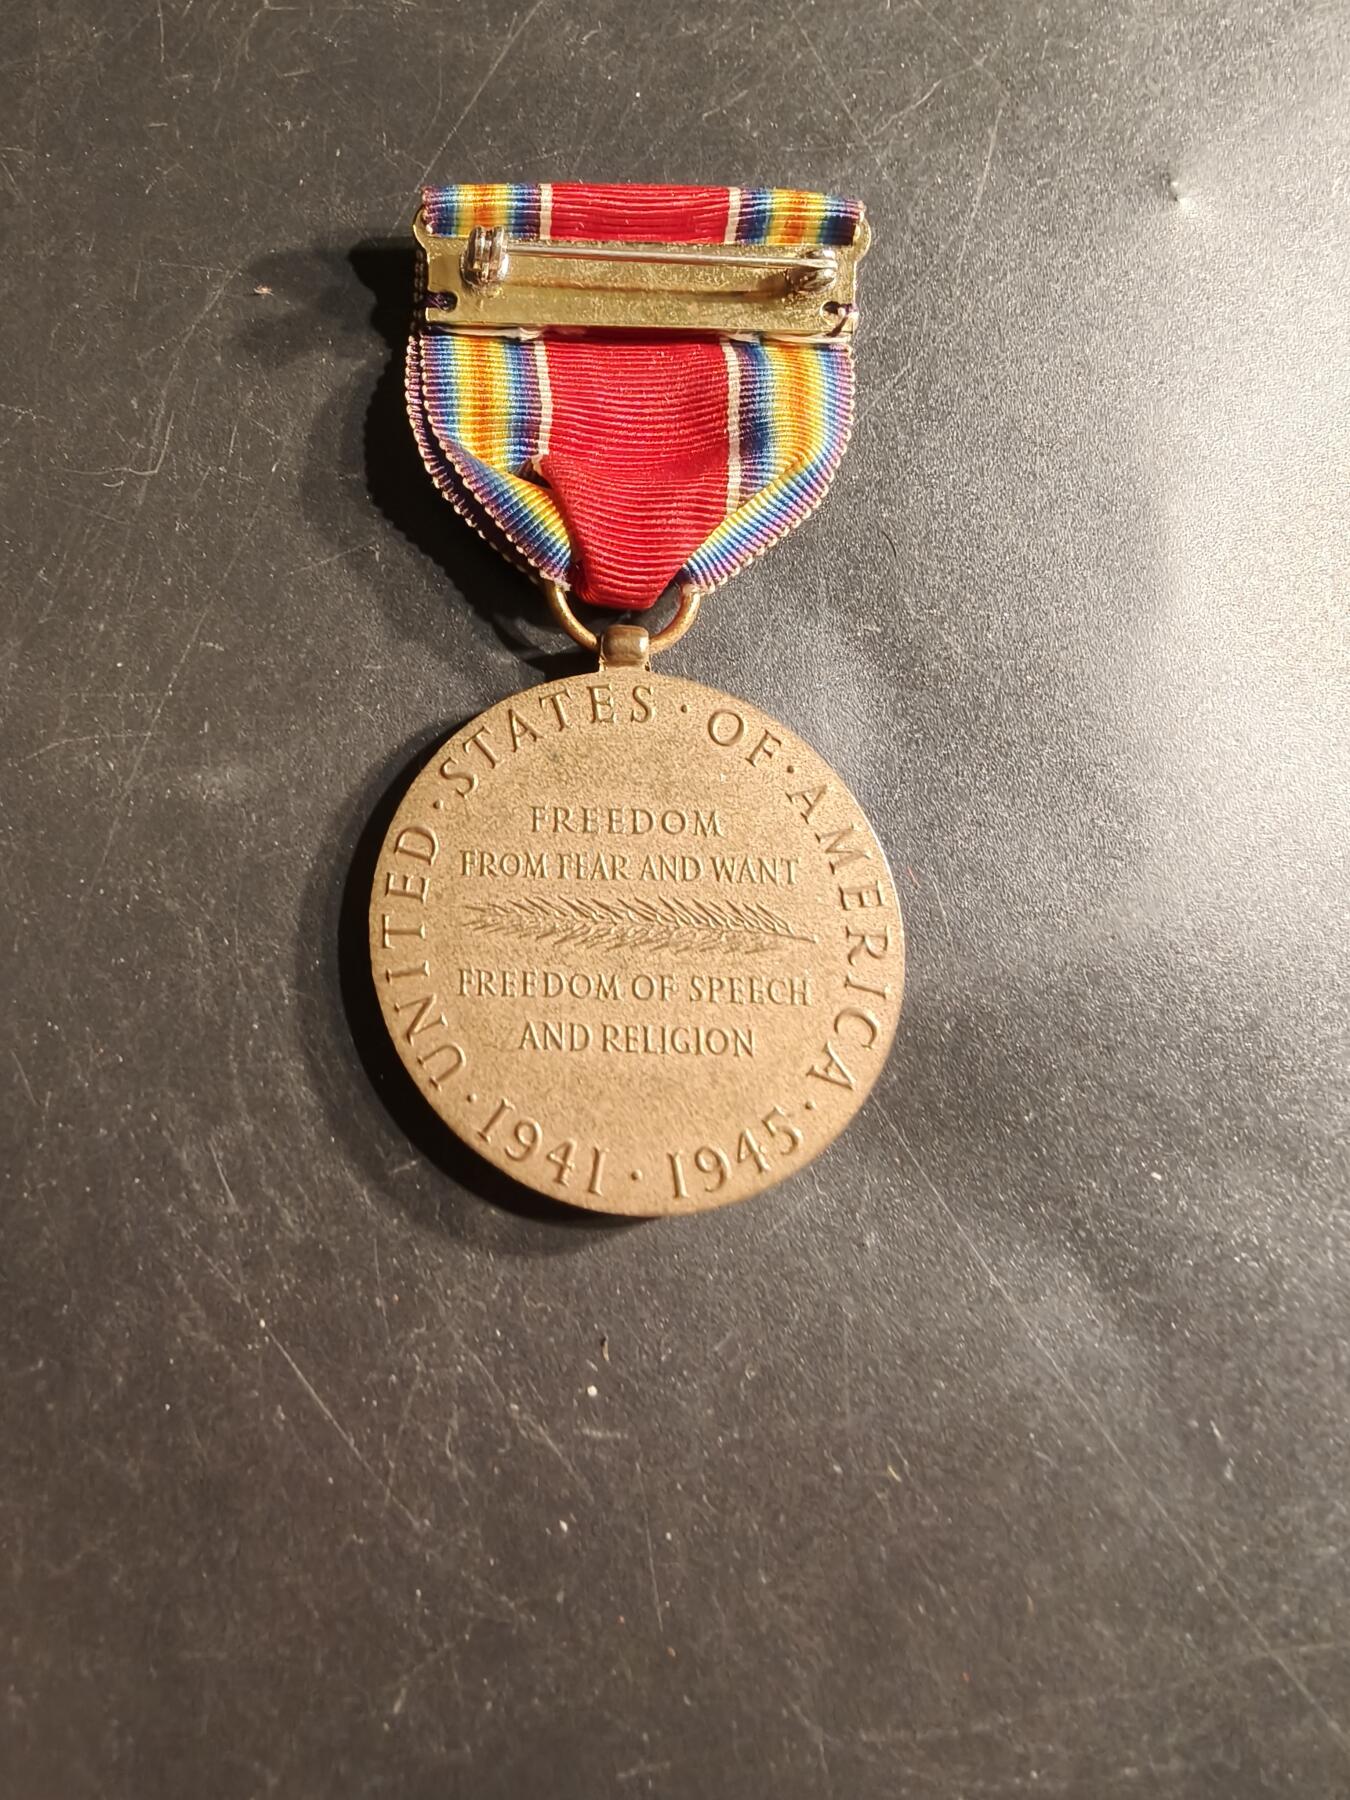 UNITED · STATES · OF · AMERICA ·
FREEDOM
FROM FEAR AND WANT
FREEDOM OF SPEECH
AND RELIGION
· 1941 · 1945